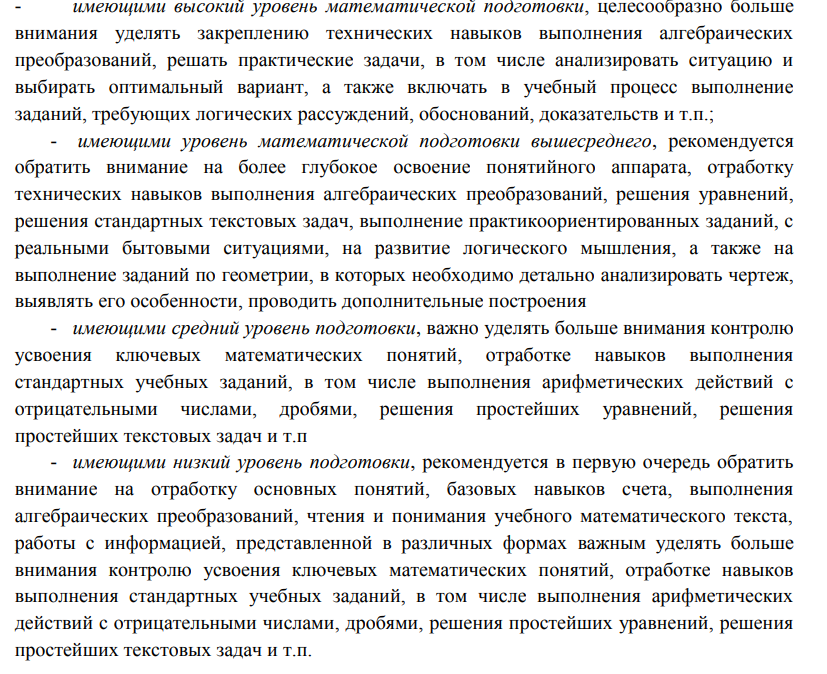 - имеющими высокий уровень математической подготовки, целесообразно больше
внимания уделять закреплению технических навыков выполнения алгебраических
преобразований, решать практические задачи, в том числе анализировать ситуацию и
выбирать оптимальный вариант, а также включать в учебный процесс выполнение
заданий, требующих логических рассуждений, обоснований, доказательств и т.п.;
- имеющими уровень математической подготовки вышесреднего, рекомендуется
обратить внимание на более глубокое освоение понятийного аппарата, отработку
технических навыков выполнения алгебраических преобразований, решения уравнений,
решения стандартных текстовых задач, выполнение практикоориентированных заданий, с
реальными бытовыми ситуациями, на развитие логического мышления, а также на
выполнение заданий по геометрии, в которых необходимо детально анализировать чертеж,
выявлять его особенности, проводить дополнительные построения
- имеющими средний уровень подготовки, важно уделять больше внимания контролю
усвоения ключевых математических понятий, отработке навыков выполнения
стандартных учебных заданий, в том числе выполнения арифметических действий с
отрицательными числами, дробями, решения простейших уравнений, решения
простейших текстовых задач и т.п
- имеющими низкий уровень подготовки, рекомендуется в первую очередь обратить
внимание на отработку основных понятий, базовых навыков счета, выполнения
алгебраических преобразований, чтения и понимания учебного математического текста,
работы с информацией, представленной в различных формах важным уделять больше
внимания контролю усвоения ключевых математических понятий, отработке навыков
выполнения стандартных учебных заданий, в том числе выполнения арифметических
действий с отрицательными числами, дробями, решения простейших уравнений, решения
простейших текстовых задач и т.п.